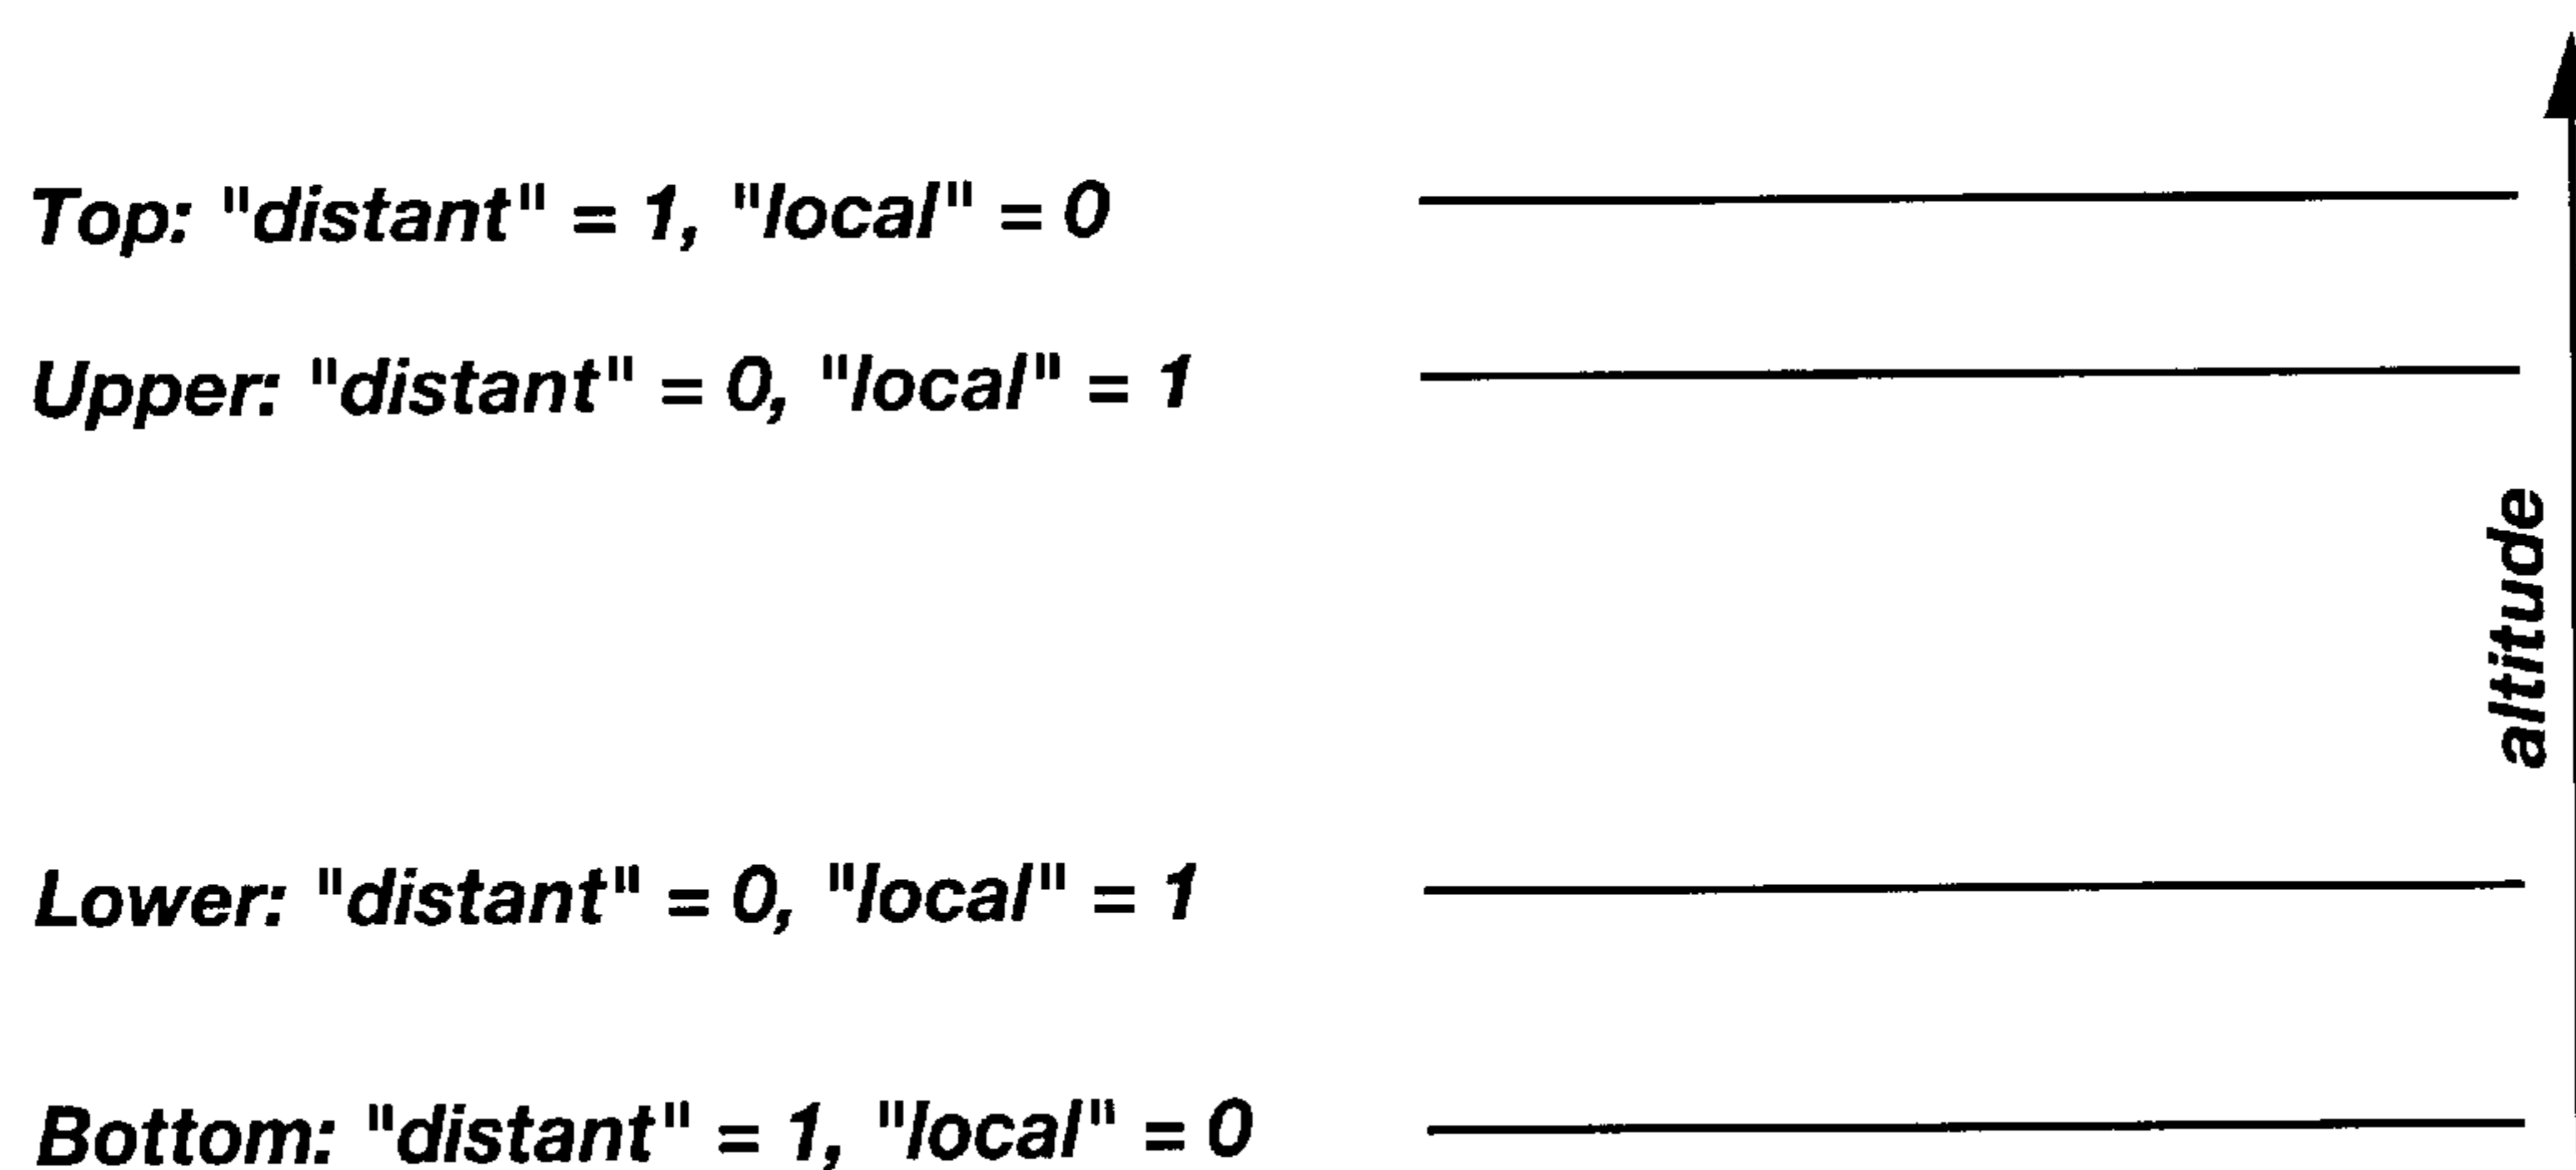 Top: "distant" = 1, "local" = 0
Upper: "distant" = 0, "local" = 1
altitude
Lower: "distant" = 0, "local" = 1
Bottom: "distant" = 1, "local" = 0